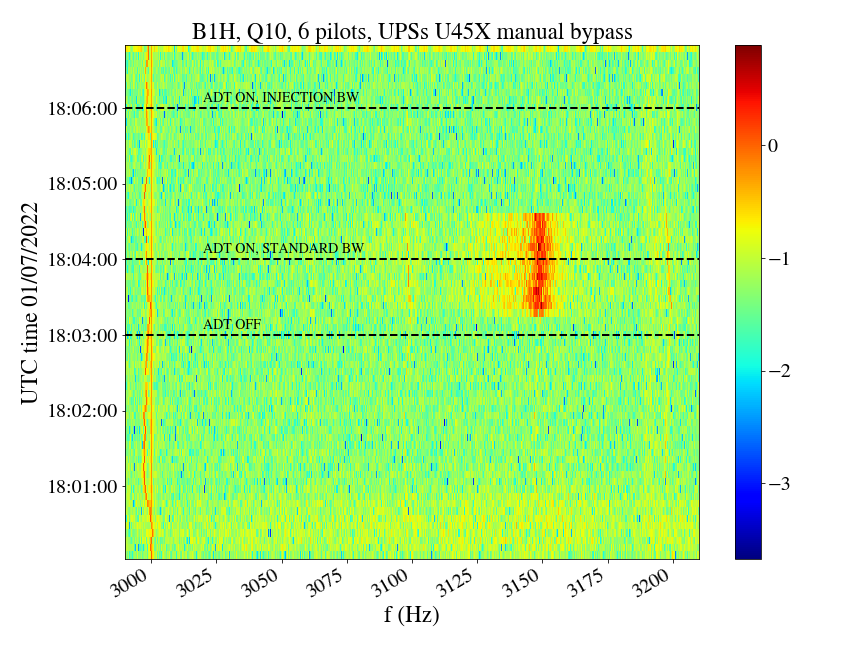 B1H, Q10, 6 pilots, UPSs U45X manual bypass
ADT ON, INJECTION BW
18:06:00
0
18:05:00
ADT ON, STANDARD BW
18:04:00
−1
ADT OFF
18:03:00
−2
18:02:00
18:01:00
−3
UTC time 01/07/2022
3000 3025 3050 3075 3100 3125 3150 3175 3200
f (Hz)